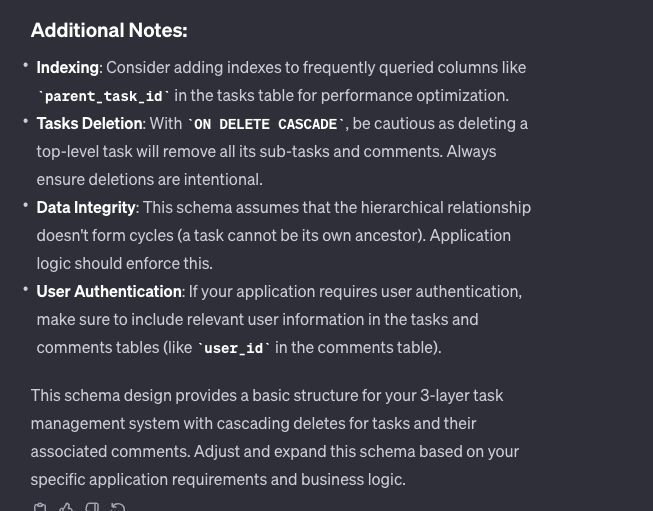 Additional Notes:
• Indexing: Consider adding indexes to frequently queried columns like
`parent_task_id` in the tasks table for performance optimization.
• Tasks Deletion: With `ON DELETE CASCADE`, be cautious as deleting a
top-level task will remove all its sub-tasks and comments. Always
ensure deletions are intentional.
• Data Integrity: This schema assumes that the hierarchical relationship
doesn't form cycles (a task cannot be its own ancestor). Application
logic should enforce this.
• User Authentication: If your application requires user authentication,
make sure to include relevant user information in the tasks and
comments tables (like `user_id` in the comments table).
This schema design provides a basic structure for your 3-layer task
management system with cascading deletes for tasks and their
associated comments. Adjust and expand this schema based on your
specific application requirements and business logic.